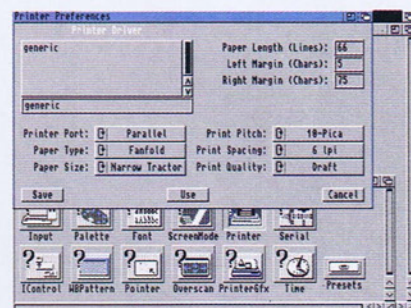 Printer Preferences
Printer Driver
generic
Paper Length (Lines): 66
Left Margin (Chars): 5
Right Margin (Chars): 75
generic
Printer Port: Parallel Print Pitch: 10-Pica
Paper Type: Fanfold Print Spacing: 6 lpi
Paper Size: Narrow Tractor Print Quality: Draft
Save Use Cancel
Input Palette Font ScreenMode Printer Serial
IControl WBPattern Pointer Overscan PrinterGfx Time Presets